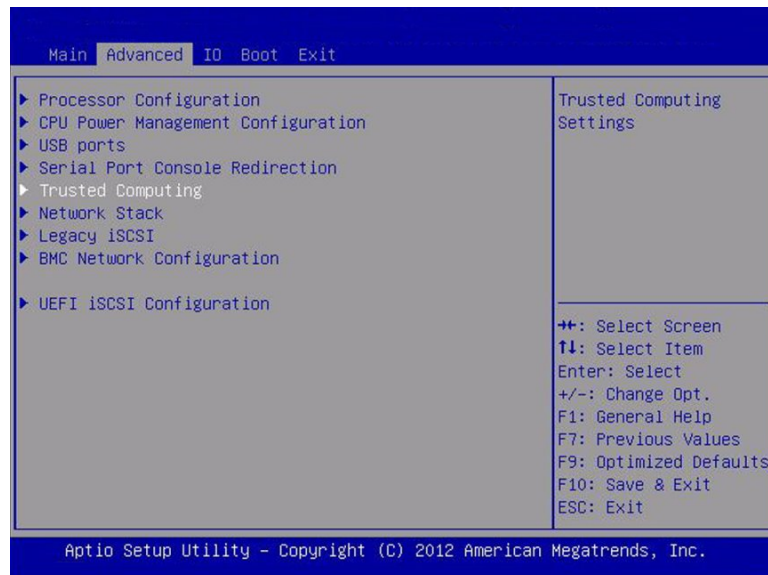 Main Advanced IO Boot Exit
Processor Configuration
CPU Power Management Configuration
USB ports
Serial Port Console Redirection
Trusted Computing
Network Stack
Legacy iSCSI
BMC Network Configuration
UEFI iSCSI Configuration
Trusted Computing
Settings
→←: Select Screen
↑↓: Select Item
Enter: Select
+/-: Change Opt.
F1: General Help
F7: Previous Values
F9: Optimized Defaults
F10: Save & Exit
ESC: Exit
Aptio Setup Utility - Copyright (C) 2012 American Megatrends, Inc.